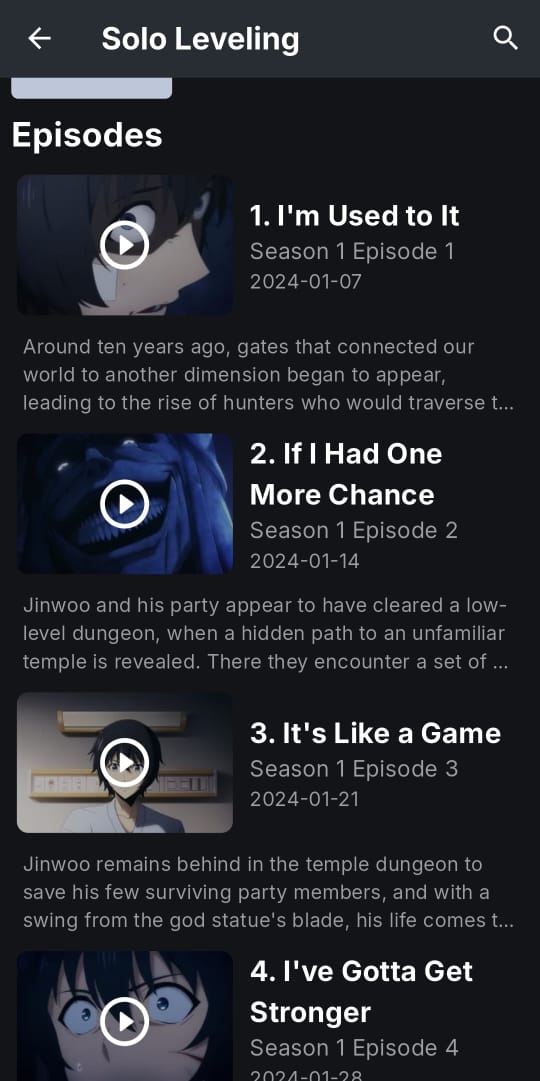 Solo Leveling
Episodes
1. I'm Used to It
Season 1 Episode 1
2024-01-07
Around ten years ago, gates that connected our
world to another dimension began to appear,
leading to the rise of hunters who would traverse t...
2. If I Had One
More Chance
Season 1 Episode 2
2024-01-14
Jinwoo and his party appear to have cleared a low-
level dungeon, when a hidden path to an unfamiliar
temple is revealed. There they encounter a set of ...
3. It's Like a Game
Season 1 Episode 3
2024-01-21
Jinwoo remains behind in the temple dungeon to
save his few surviving party members, and with a
swing from the god statue's blade, his life comes t...
4. I've Gotta Get
Stronger
Season 1 Episode 4
2024-01-28